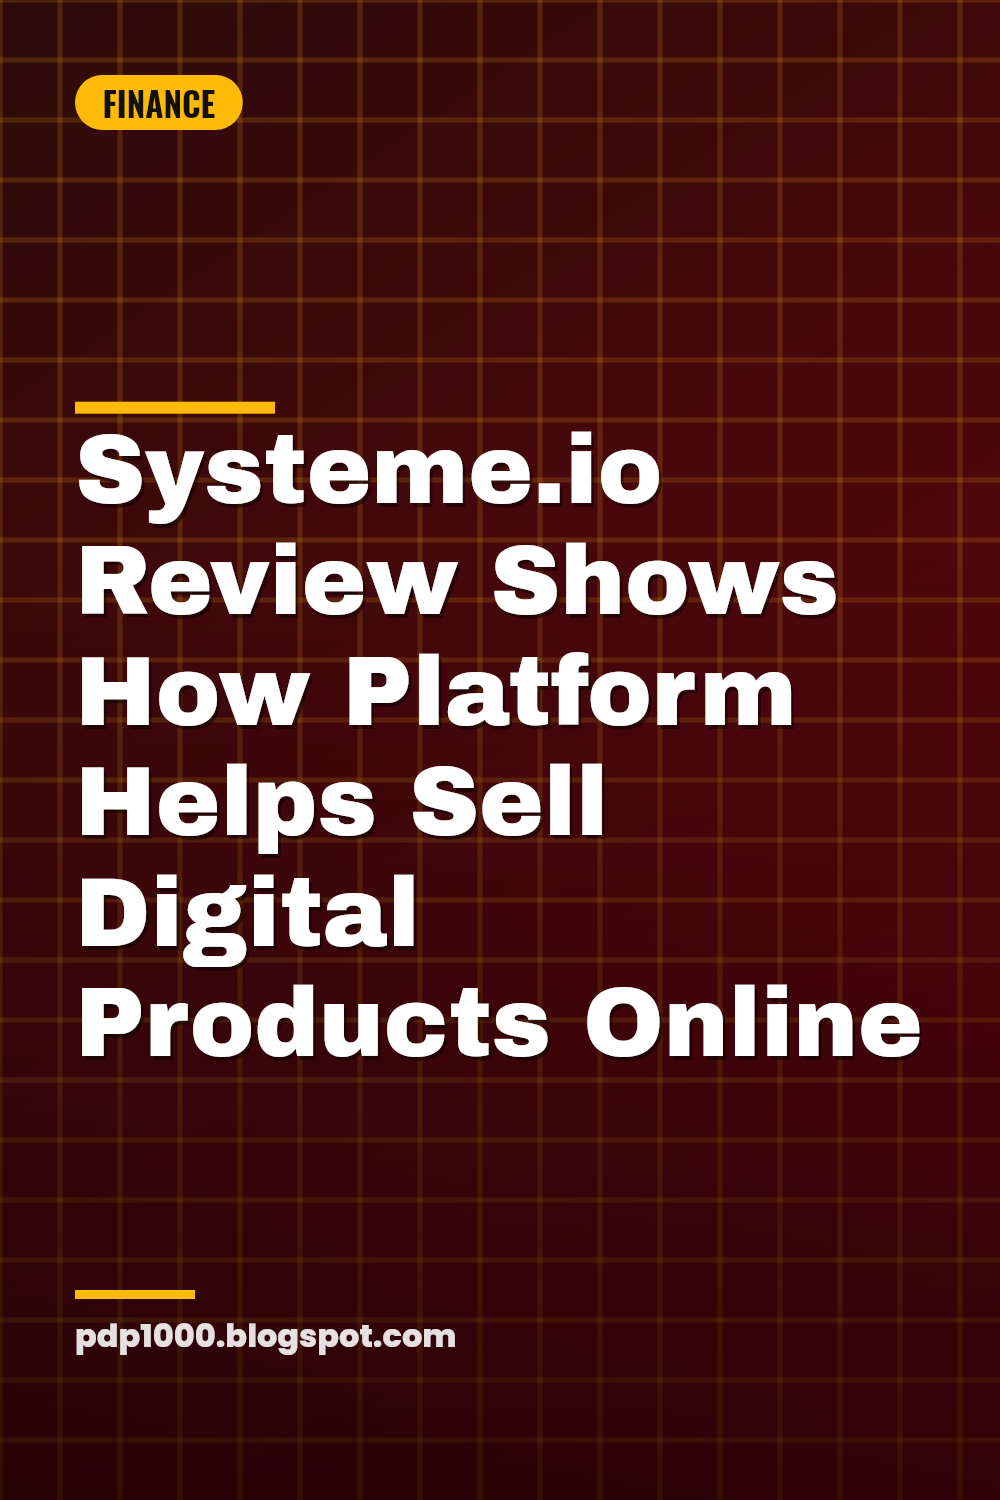 FINANCE
Systeme.io
Review Shows
How Platform
Helps Sell
Digital
Products Online
pdp1000.blogspot.com